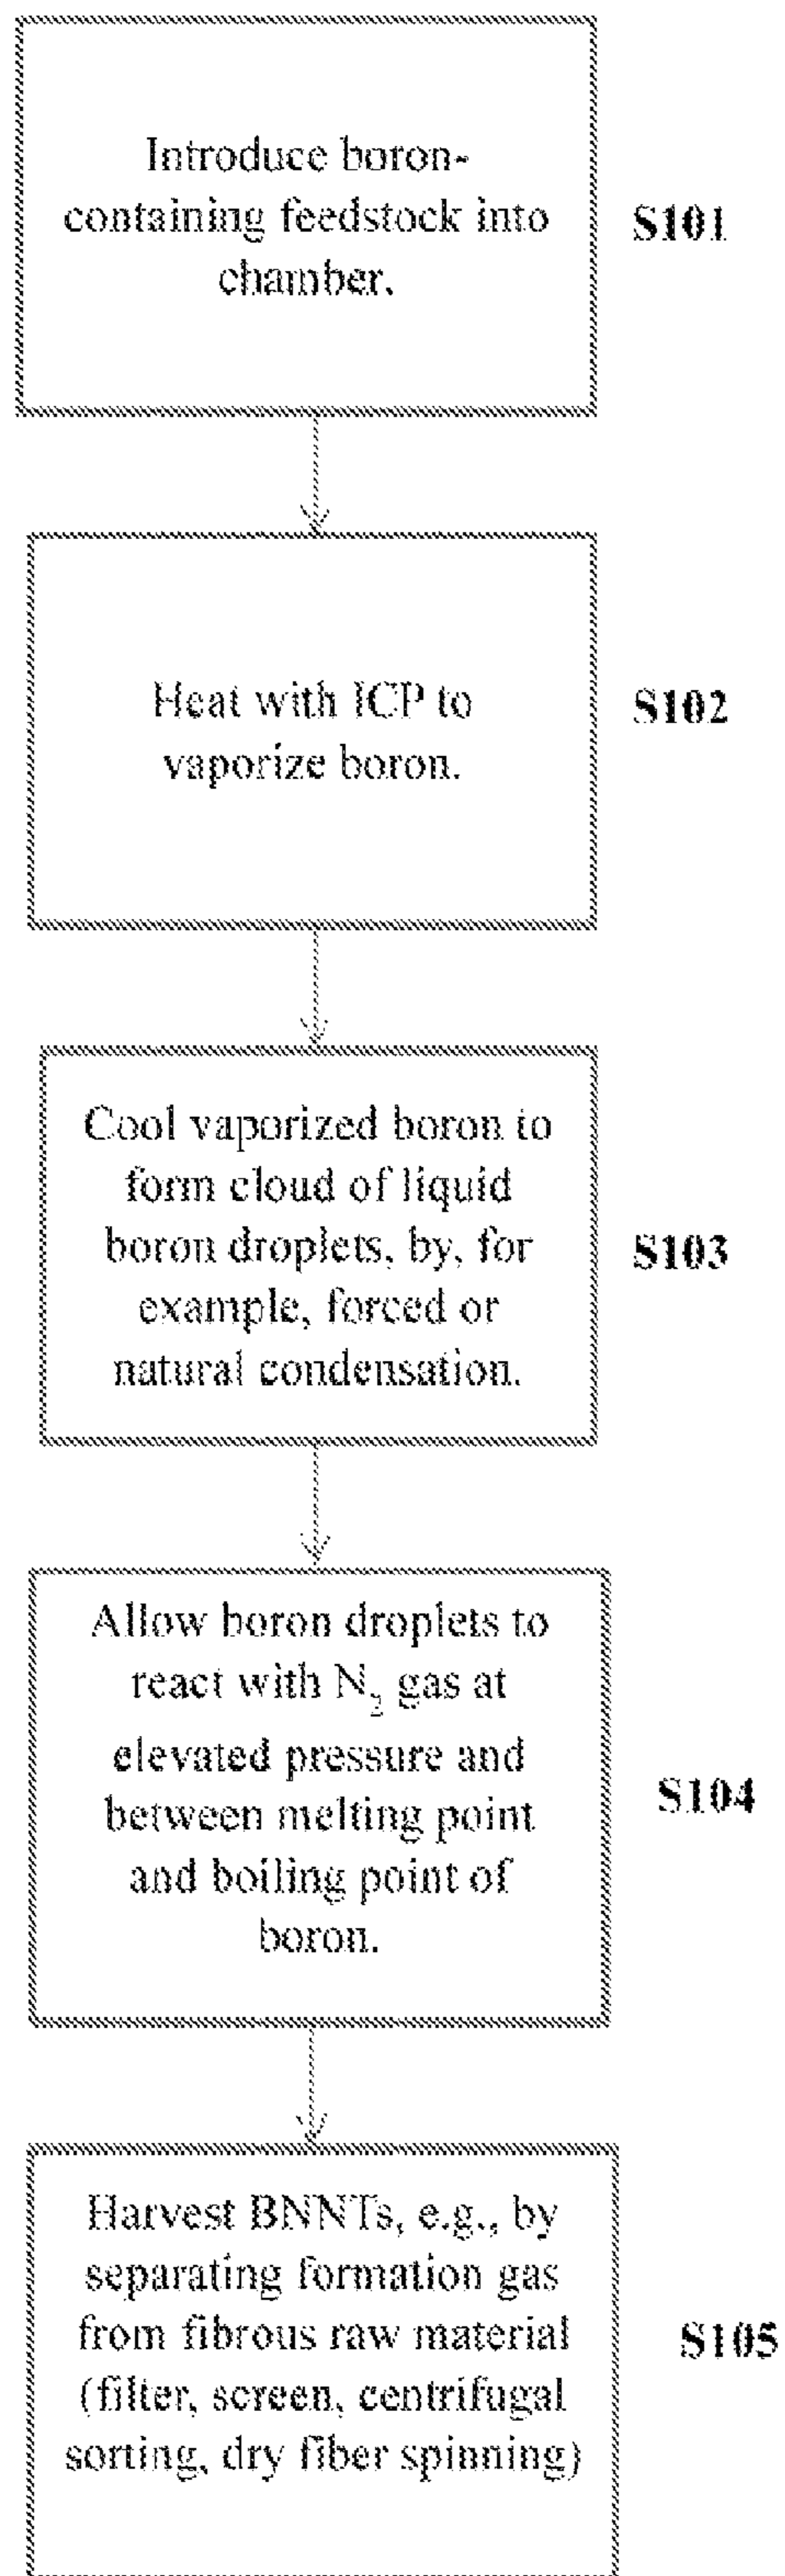 Introduce boron-
containing feedstock into
chamber.
S101
Heat with ICP to
vaporize boron.
S102
Cool vaporized boron to
form cloud of liquid
boron droplets, by, for
example, forced or
natural condensation.
S103
Allow boron droplets to
react with N₂ gas at
elevated pressure and
between melting point
and boiling point of
boron.
S104
Harvest BNNTs, e.g., by
separating formation gas
from fibrous raw material
(filter, screen, centrifugal
sorting, dry fiber spinning)
S105